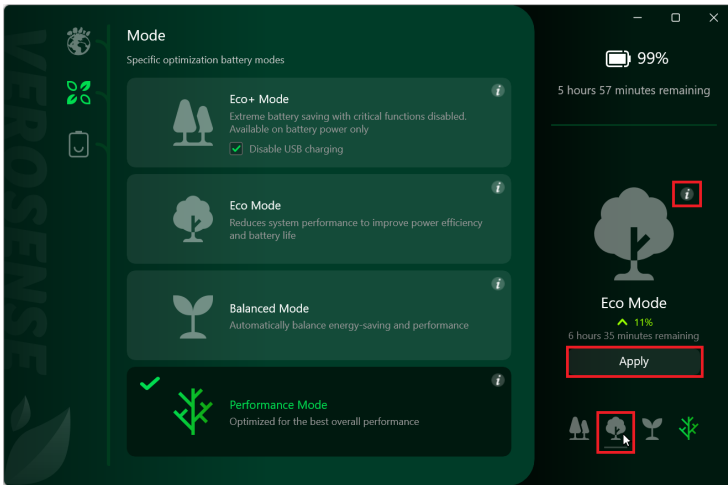 VEROSENSE
Mode
Specific optimization battery modes
Eco+ Mode
Extreme battery saving with critical functions disabled.
Available on battery power only
Disable USB charging
Eco Mode
Reduces system performance to improve power efficiency
and battery life
Balanced Mode
Automatically balance energy-saving and performance
Performance Mode
Optimized for the best overall performance
99%
5 hours 57 minutes remaining
Eco Mode
11%
6 hours 35 minutes remaining
Apply